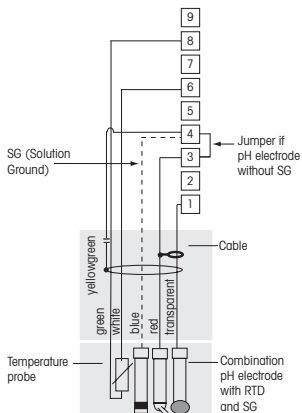 9
8
7
6
5
4
3
2
1
Jumper if
pH electrode
without SG
SG (Solution
Ground)
Cable
yellowgreen
green
white
blue
red
transparent
Temperature
probe
Combination
pH electrode
with RTD
and SG